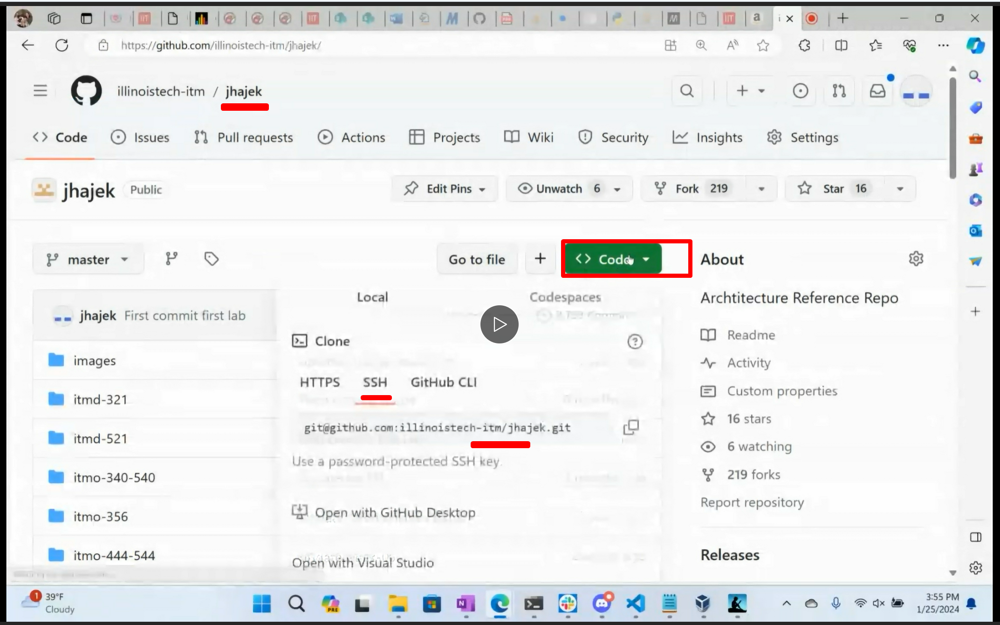 https://github.com/illinoistech-itm/jhajek/
illinoistech-itm / jhajek
Code Issues Pull requests Actions Projects Wiki Security Insights Settings
jhajek Public
Edit Pins Unwatch 6 Fork 219 Star 16
master Go to file Code
Local Codespaces
jhajek First commit first lab
Clone
images
HTTPS SSH GitHub CLI
itmd-321
git@github.com:illinoistech-itm/jhajek.git
itmd-521
Use a password-protected SSH key.
itmo-340-540
Open with GitHub Desktop
itmo-356
itmo-444-544
Open with Visual Studio
About
Archtitecture Reference Repo
Readme
Activity
Custom properties
16 stars
6 watching
219 forks
Report repository
Releases
1
39°F
Cloudy
PRE
3:55 PM
1/25/2024